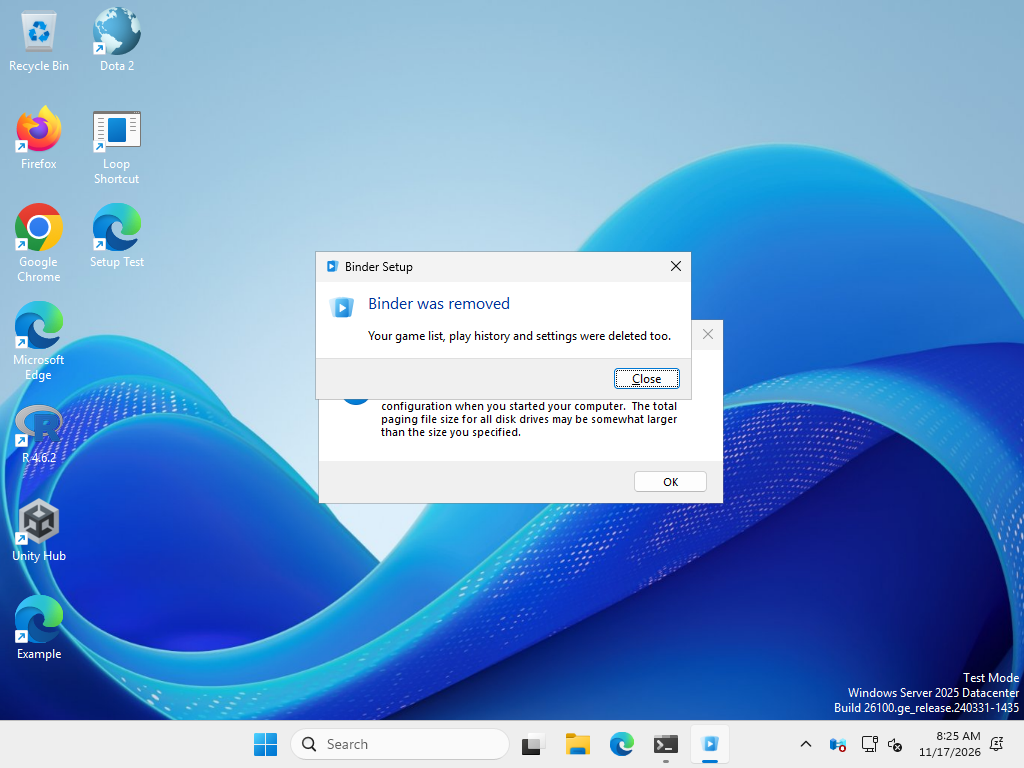 Recycle Bin
Dota 2
Firefox
Loop
Shortcut
Google
Chrome
Setup Test
Microsoft
Edge
R 4.6.2
Unity Hub
Example
Binder Setup
Binder was removed
Your game list, play history and settings were deleted too.
Close
configuration when you started your computer.  The total
paging file size for all disk drives may be somewhat larger
than the size you specified.
OK
Test Mode
Windows Server 2025 Datacenter
Build 26100.ge_release.240331-1435
Search
8:25 AM
11/17/2026